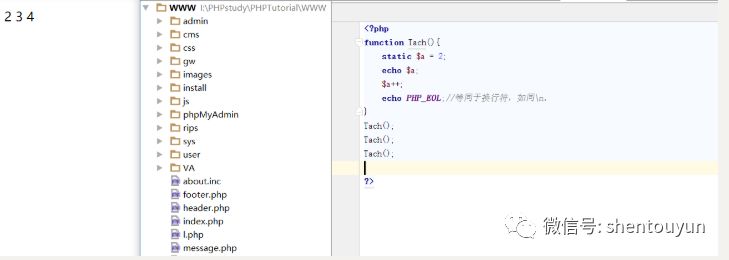 2 3 4
WWW I:\PHPstudy\PHPTutorial\WWW
admin
cms
css
gw
images
install
js
phpMyAdmin
rips
sys
user
VA
about.inc
footer.php
header.php
index.php
l.php
message.php
<?php
function Tach(){
static $a = 2;
echo $a;
$a++;
echo PHP_EOL;//等同于换行符，如同\n.
}
Tach();
Tach();
Tach();
?>
微信号: shentouyun